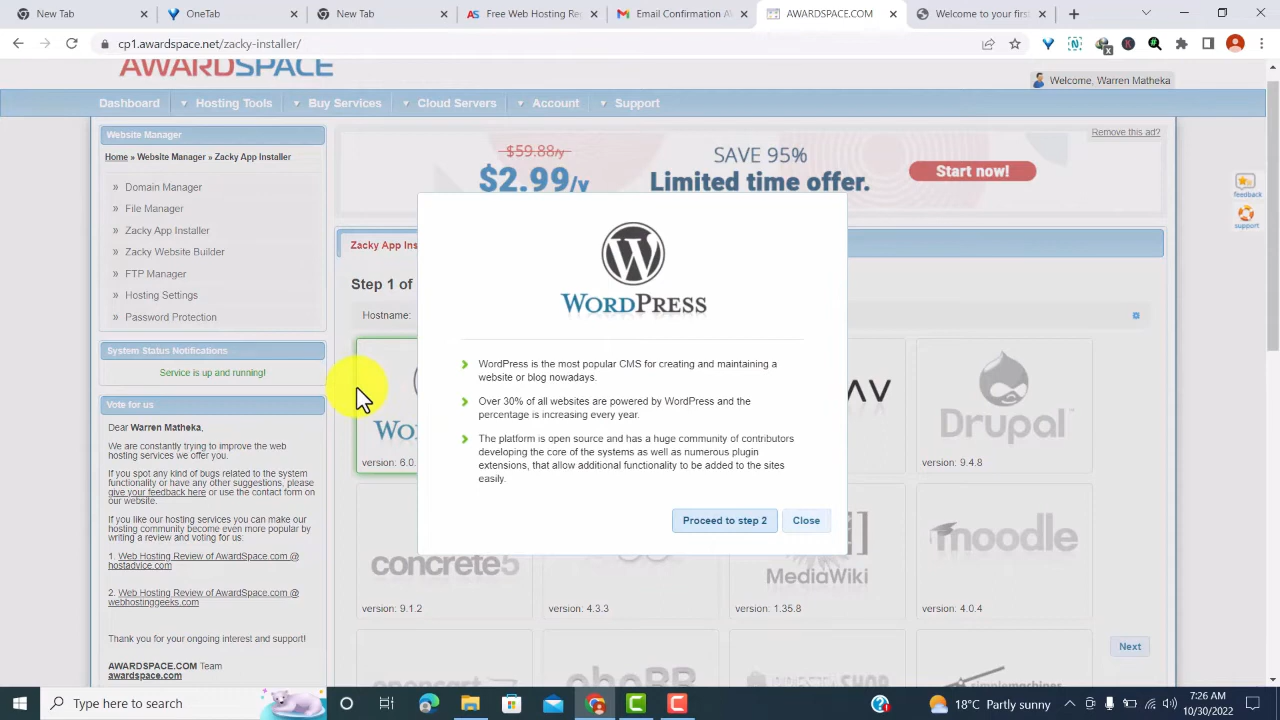 New Tab
OneTab
New Tab
Free Web Hosting Re
Email Confirmation A
AWARDSPACE.COM
Welcome to your firs
cp1.awardspace.net/zacky-installer/
AWARDSPACE
Welcome, Warren Matheka
Dashboard
Hosting Tools
Buy Services
Cloud Servers
Account
Support
Website Manager
Home » Website Manager » Zacky App Installer
» Domain Manager
» File Manager
» Zacky App Installer
» Zacky Website Builder
» FTP Manager
» Hosting Settings
» Password Protection
System Status Notifications
Service is up and running!
Vote for us
Dear Warren Matheka,
We are constantly trying to improve the web
hosting services we offer you.
If you spot any kind of bugs related to the system
functionality or have any other suggestions, please
give your feedback here or use the contact form on
our website.
If you like our hosting services you can make our
hosting community become even more popular by
writing a review and voting for us.
1. Web Hosting Review of AwardSpace.com @
hostadvice.com
2. Web Hosting Review of AwardSpace.com @
webhostinggeeks.com
Thank you for your ongoing interest and support!
AWARDSPACE.COM Team
awardspace.com
$59.88/y
$2.99/y
SAVE 95%
Limited time offer.
Start now!
Remove this ad?
feedback
support
Zacky App Ins
Step 1 of
Hostname:
WORDPRESS
WordPress is the most popular CMS for creating and maintaining a
website or blog nowadays.
Over 30% of all websites are powered by WordPress and the
percentage is increasing every year.
The platform is open source and has a huge community of contributors
developing the core of the systems as well as numerous plugin
extensions, that allow additional functionality to be added to the sites
easily.
Proceed to step 2
Close
Wo
version: 6.0.
AV
Drupal
version: 9.4.8
concrete5
version: 9.1.2
version: 4.3.3
MediaWiki
version: 1.35.8
moodle
version: 4.0.4
Next
opencart
phpBB
PRESTASHOP
simplemachines
Type here to search
18°C Partly sunny
7:26 AM
10/30/2022